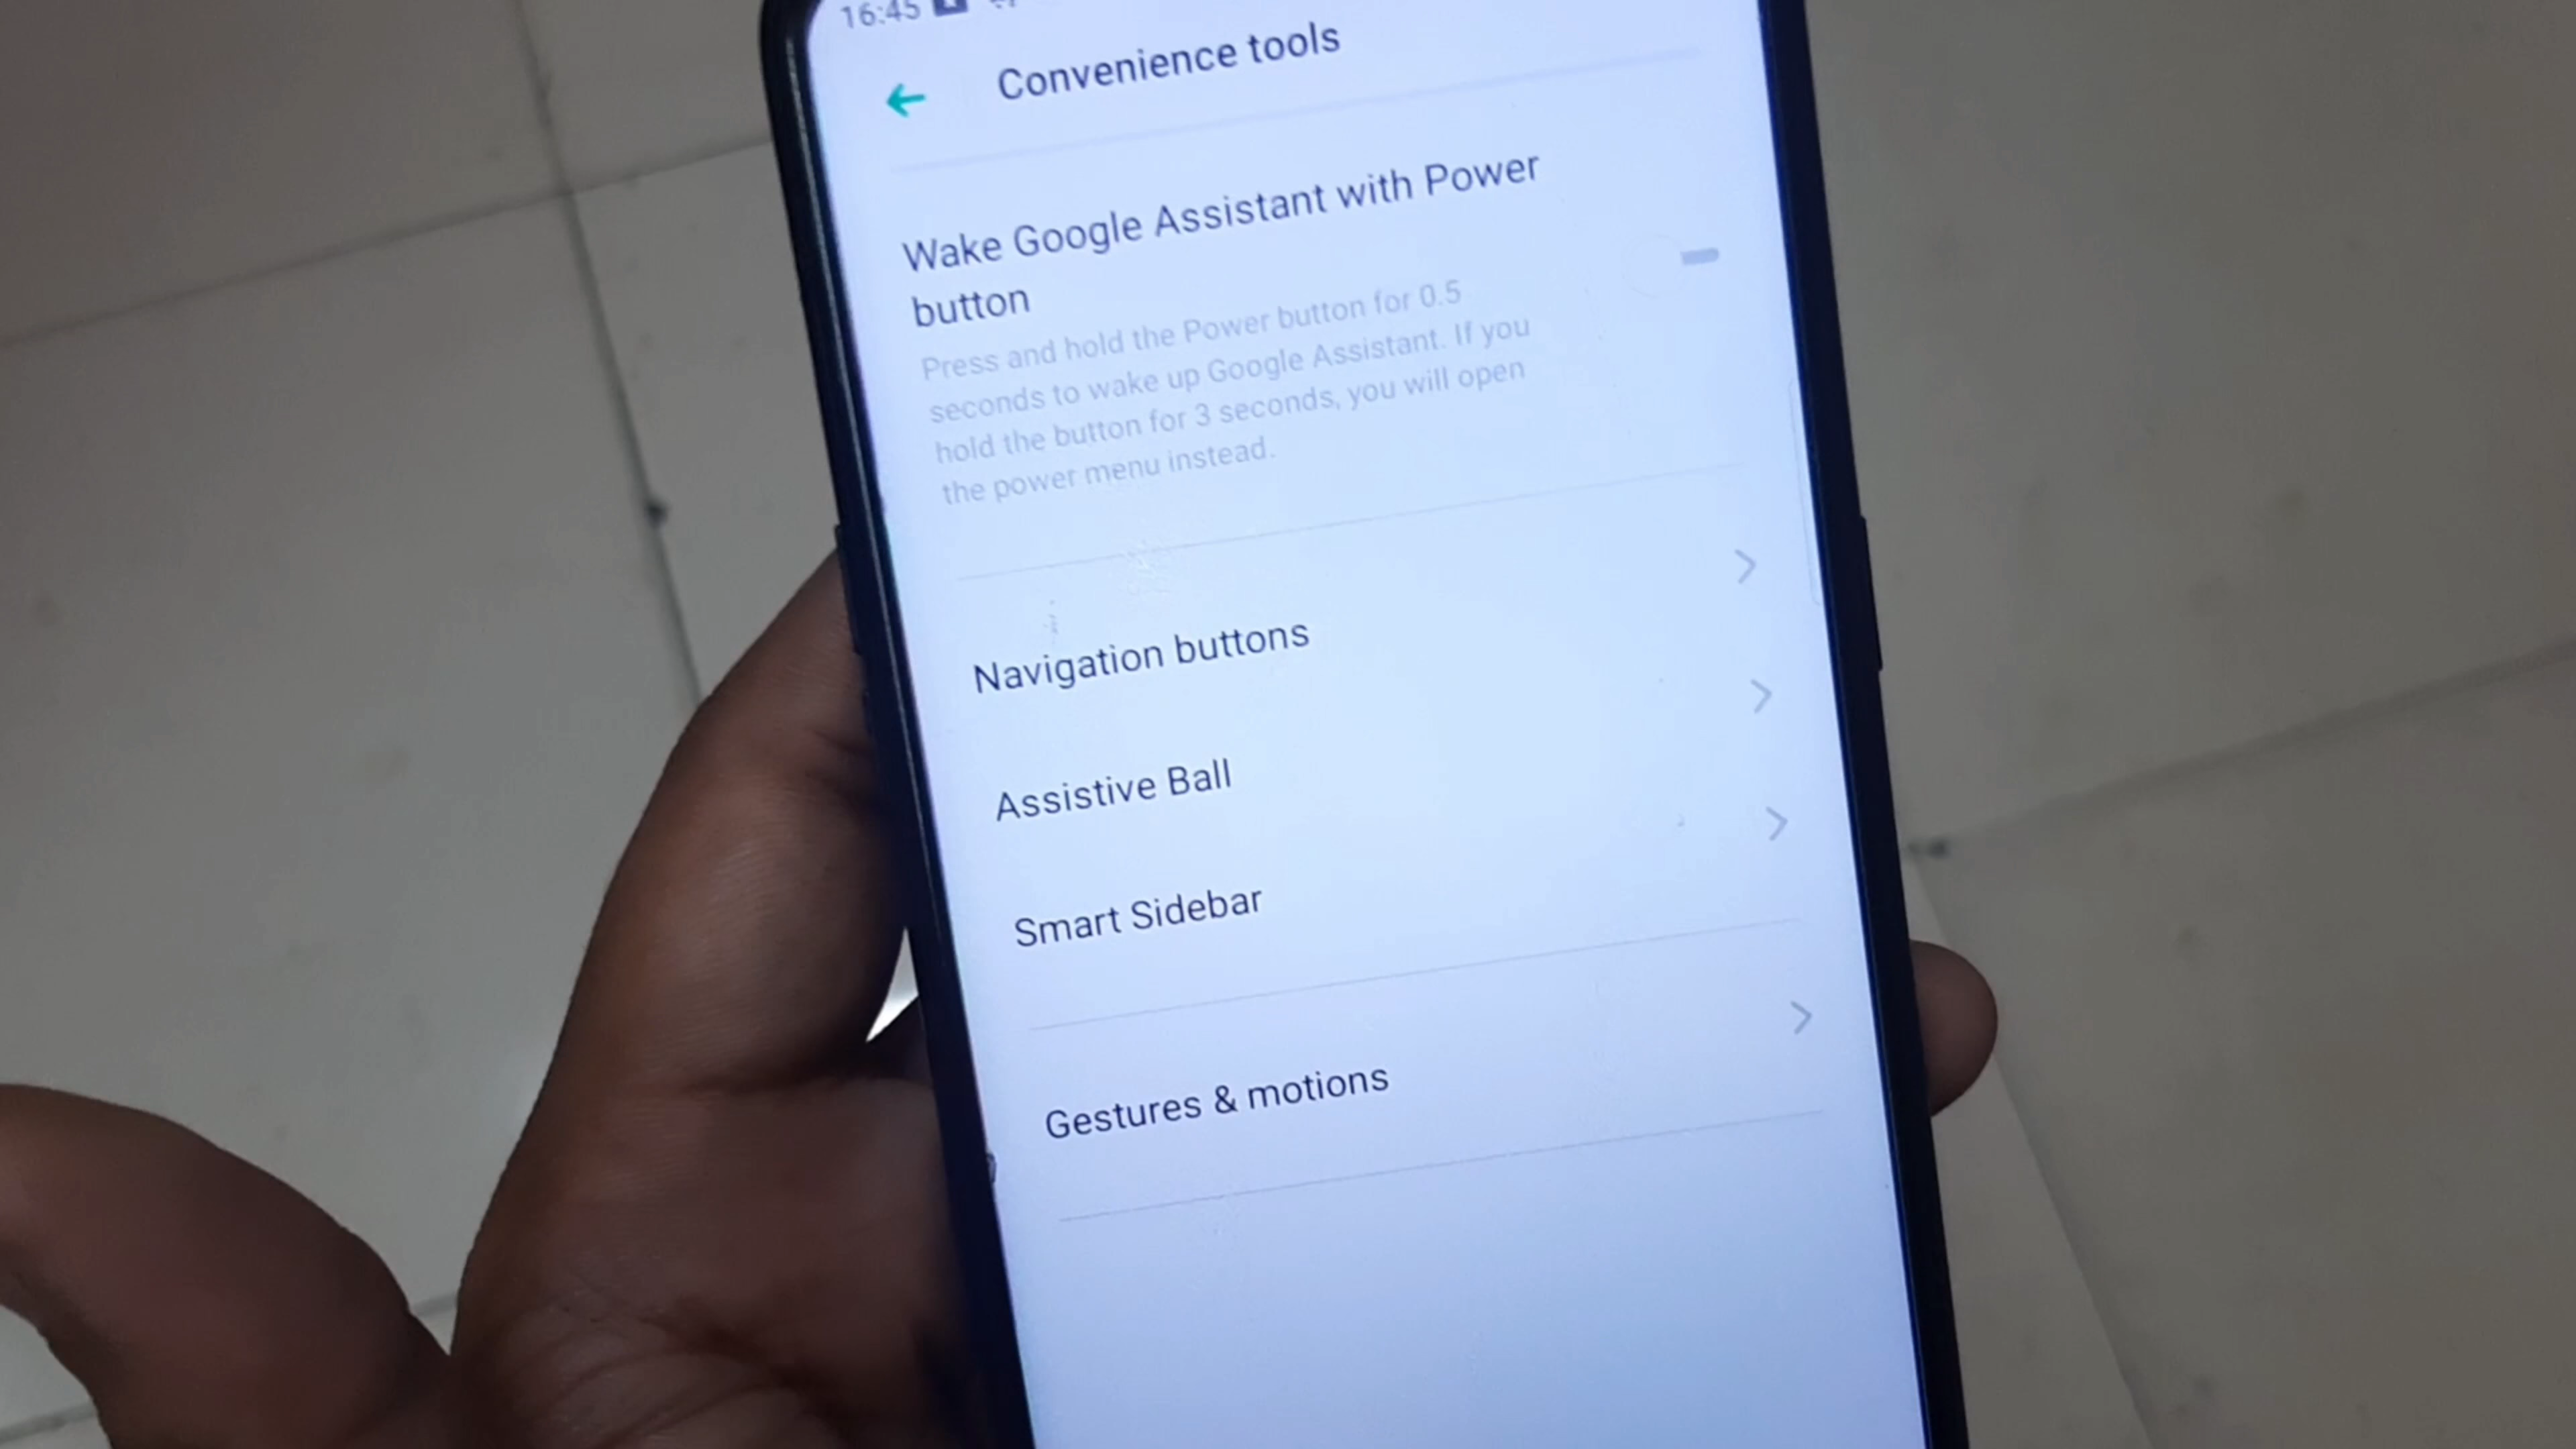 16:45
Convenience tools
Wake Google Assistant with Power
button
Press and hold the Power button for 0.5
seconds to wake up Google Assistant. If you
hold the button for 3 seconds, you will open
the power menu instead.
Navigation buttons
Assistive Ball
Smart Sidebar
Gestures & motions